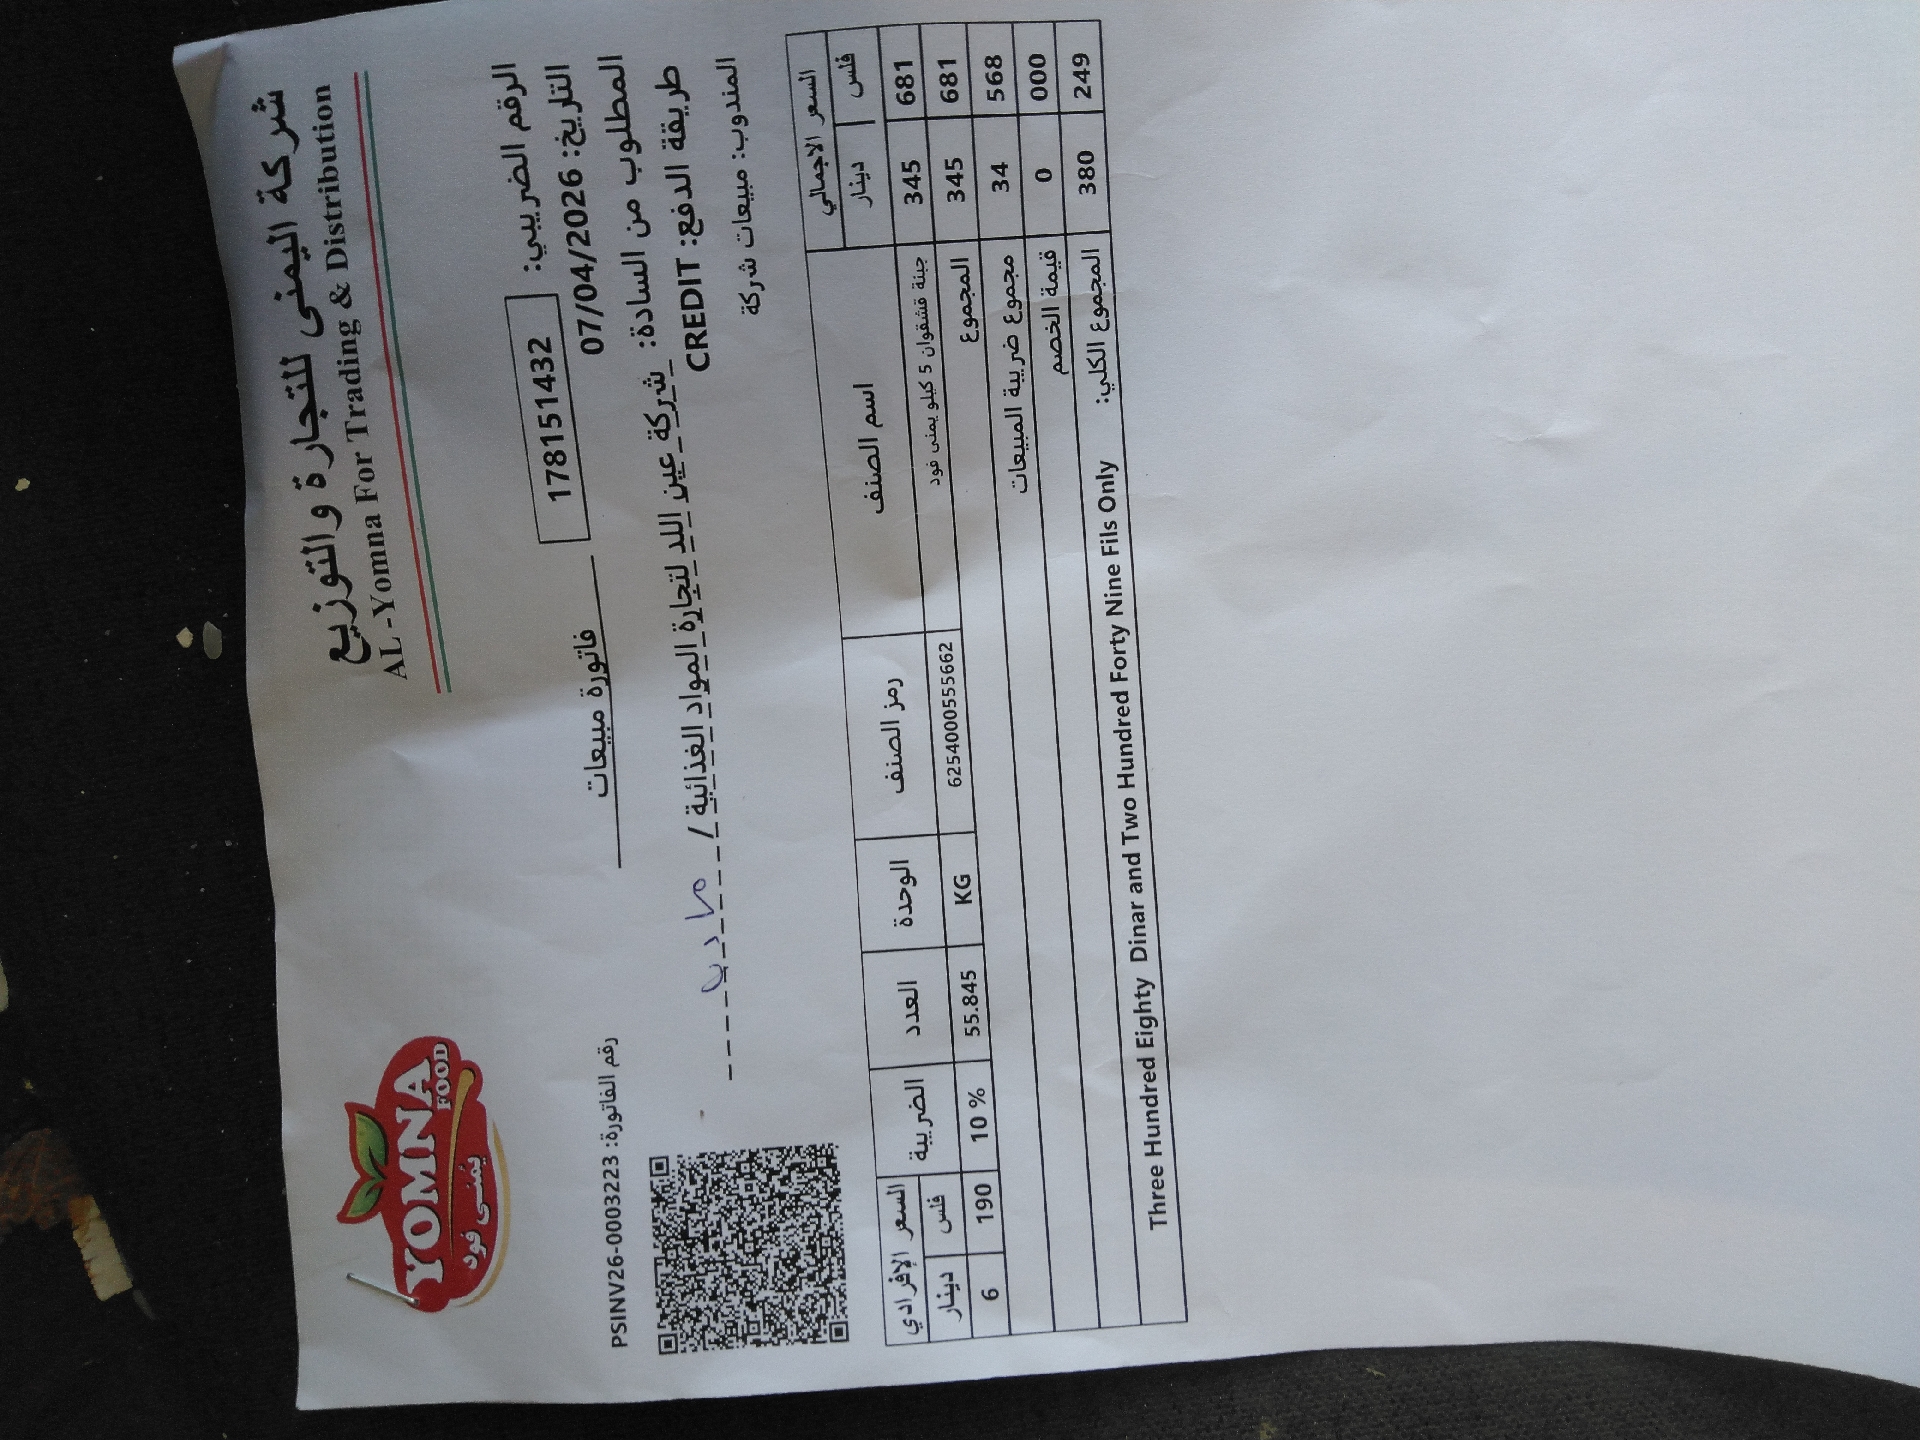 شركة اليمنى للتجارة والتوزيع
AL-Yomna For Trading & Distribution
YOMNA
FOOD
يمنى فود
الرقم الضريبي: 178151432
التاريخ: 07/04/2026
فاتورة مبيعات
رقم الفاتورة: PSINV26-0003223
المطلوب من السادة: شركة عين اللد لتجارة المواد الغذائية / مادبا
طريقة الدفع: CREDIT
المندوب: مبيعات شركة
السعر الاجمالي اسم الصنف رمز الصنف الوحدة العدد الضريبة السعر الإفرادي
فلس دينار فلس دينار
681 345 جبنة قشقوان 5 كيلو يمنى فود 6254000555662 KG 55.845 10 % 190 6
681 345 المجموع
568 34 مجموع ضريبة المبيعات
000 0 قيمة الخصم
249 380 المجموع الكلي:
Three Hundred Eighty Dinar and Two Hundred Forty Nine Fils Only